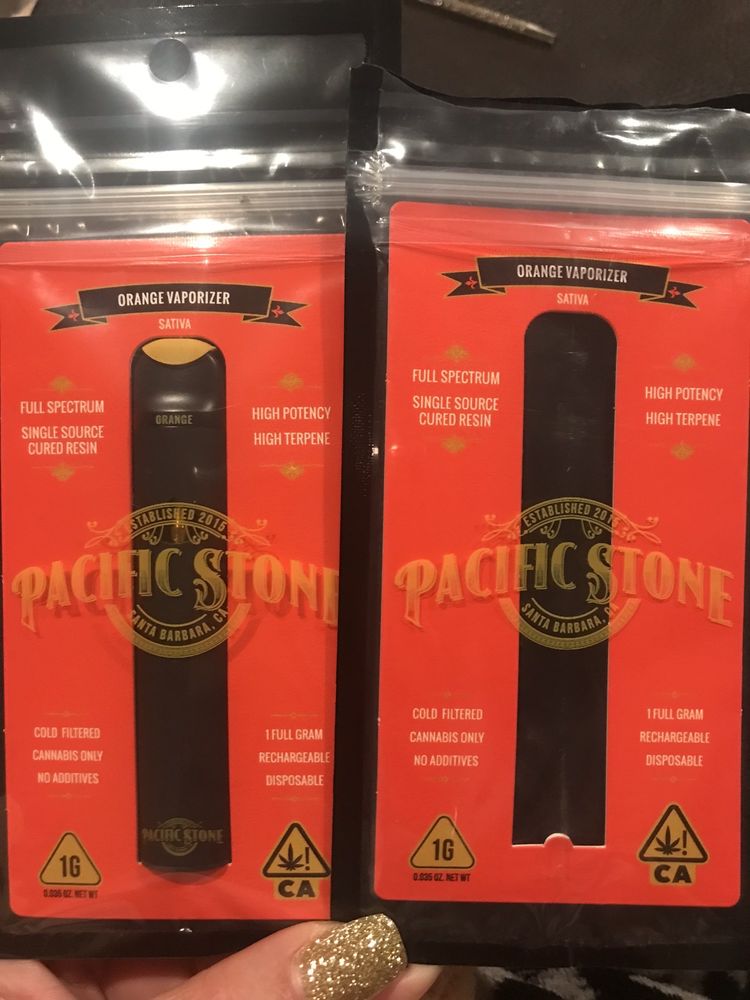 ORANGE VAPORIZER
SATIVA
ORANGE
FULL SPECTRUM
SINGLE SOURCE
CURED RESIN
HIGH POTENCY
HIGH TERPENE
ESTABLISHED 2015
PACIFIC STONE
SANTA BARBARA, CA
COLD FILTERED
CANNABIS ONLY
NO ADDITIVES
1 FULL GRAM
RECHARGEABLE
DISPOSABLE
PACIFIC STONE
1G
0.035 OZ. NET WT
!
CA
ORANGE VAPORIZER
SATIVA
FULL SPECTRUM
SINGLE SOURCE
CURED RESIN
HIGH POTENCY
HIGH TERPENE
ESTABLISHED 2015
PACIFIC STONE
SANTA BARBARA, CA
COLD FILTERED
CANNABIS ONLY
NO ADDITIVES
1 FULL GRAM
RECHARGEABLE
DISPOSABLE
1G
0.035 OZ. NET WT
!
CA